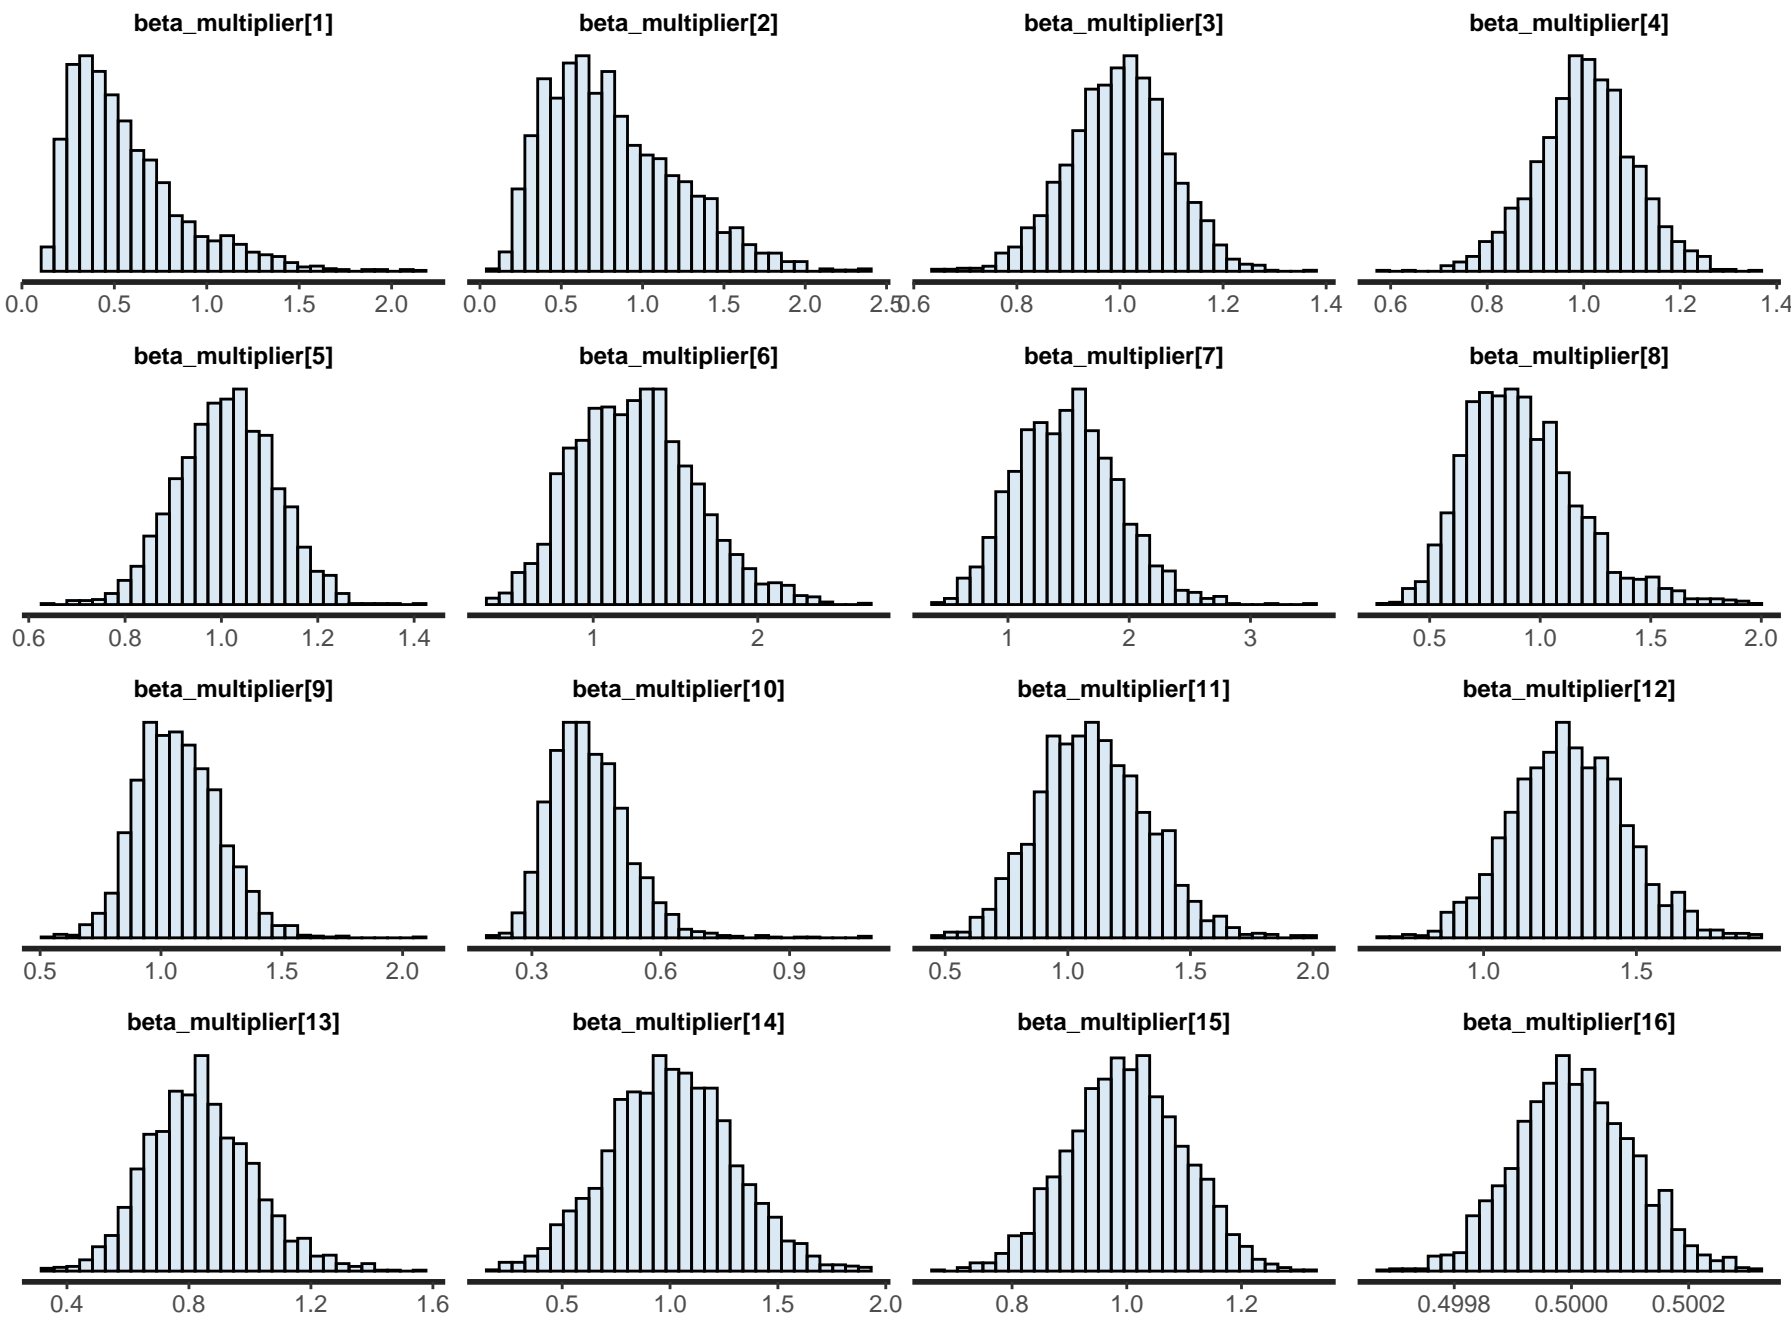 beta_multiplier[1] beta_multiplier[2] beta_multiplier[3] beta_multiplier[4]
0.0 0.5 1.0 1.5 2.0 0.0 0.5 1.0 1.5 2.0 2.5 0.6 0.8 1.0 1.2 1.4 0.6 0.8 1.0 1.2 1.4
beta_multiplier[5] beta_multiplier[6] beta_multiplier[7] beta_multiplier[8]
0.6 0.8 1.0 1.2 1.4 1 2 1 2 3 0.5 1.0 1.5 2.0
beta_multiplier[9] beta_multiplier[10] beta_multiplier[11] beta_multiplier[12]
0.5 1.0 1.5 2.0 0.3 0.6 0.9 0.5 1.0 1.5 2.0 1.0 1.5
beta_multiplier[13] beta_multiplier[14] beta_multiplier[15] beta_multiplier[16]
0.4 0.8 1.2 1.6 0.5 1.0 1.5 2.0 0.8 1.0 1.2 0.4998 0.5000 0.5002